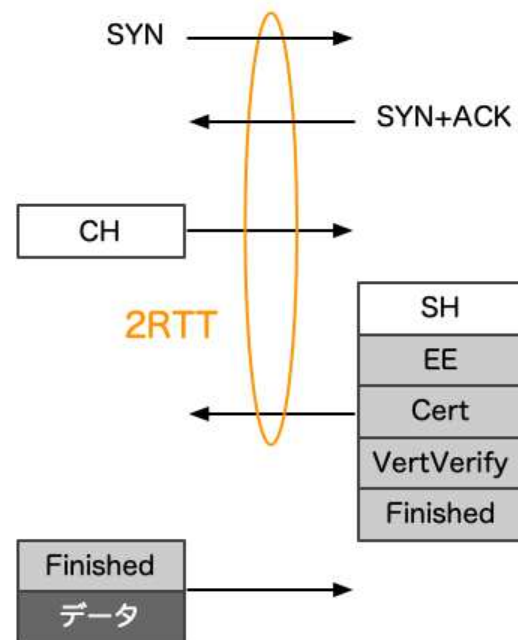 SYN
SYN+ACK
CH
2RTT
SH
EE
Cert
VertVerify
Finished
Finished
データ